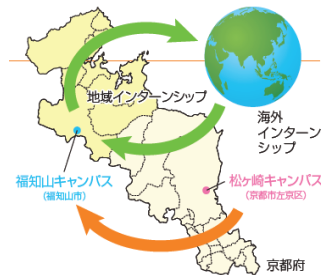 地域インターンシップ
海外
インターン
シップ
福知山キャンパス
(福知山市)
松ヶ崎キャンパス
(京都市左京区)
京都府